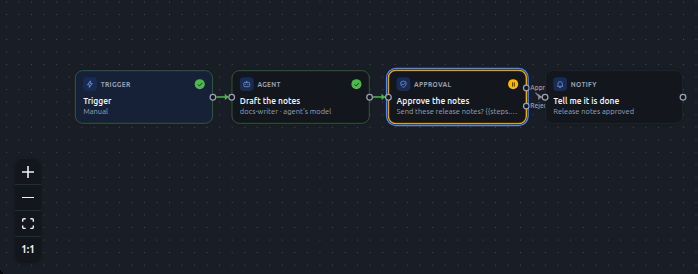 TRIGGER
Trigger
Manual
AGENT
Draft the notes
docs-writer · agent's model
APPROVAL
Approve the notes
Send these release notes? {{steps....
Appr
Rejec
NOTIFY
Tell me it is done
Release notes approved
1:1